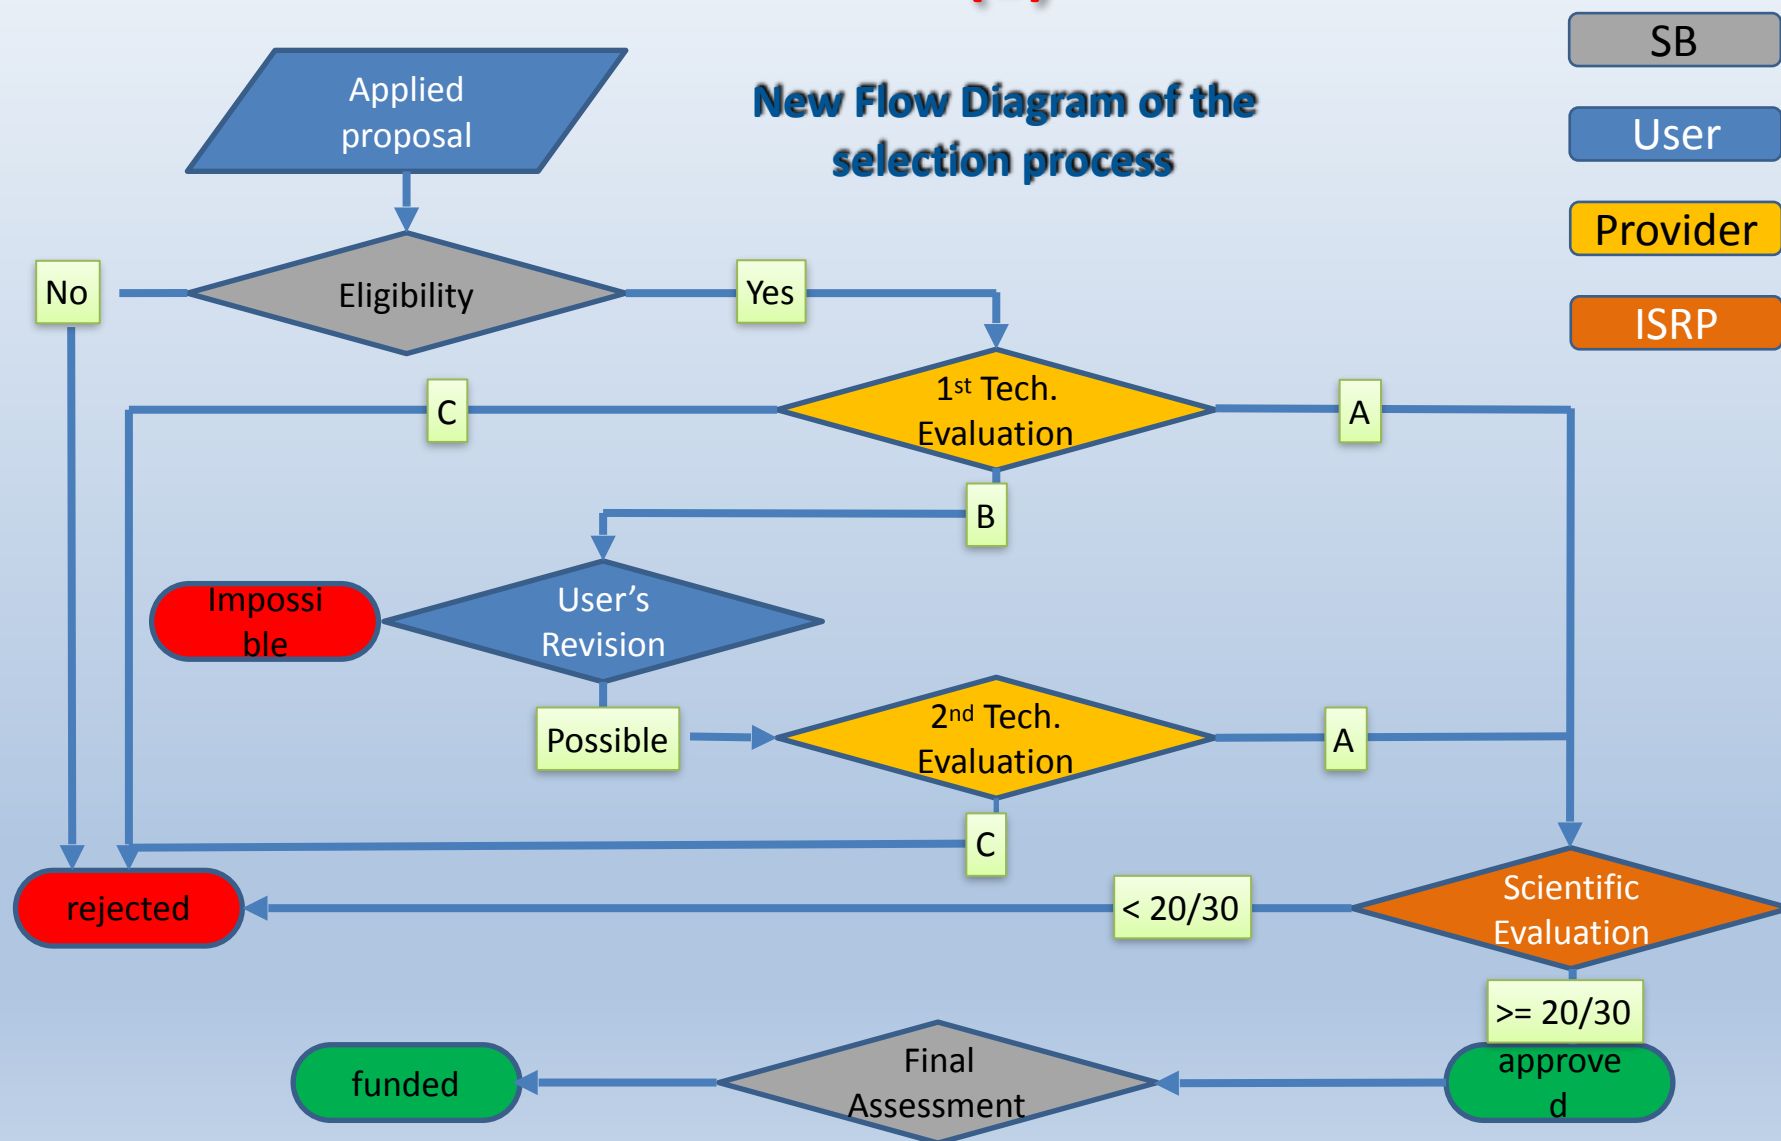 SB
Applied
proposal
New Flow Diagram of the
selection process
User
Provider
No
Eligibility
Yes
ISRP
C
1st Tech.
Evaluation
A
B
Impossi
ble
User's
Revision
Possible
2nd Tech.
Evaluation
A
C
rejected
< 20/30
Scientific
Evaluation
>= 20/30
funded
Final
Assessment
approve
d